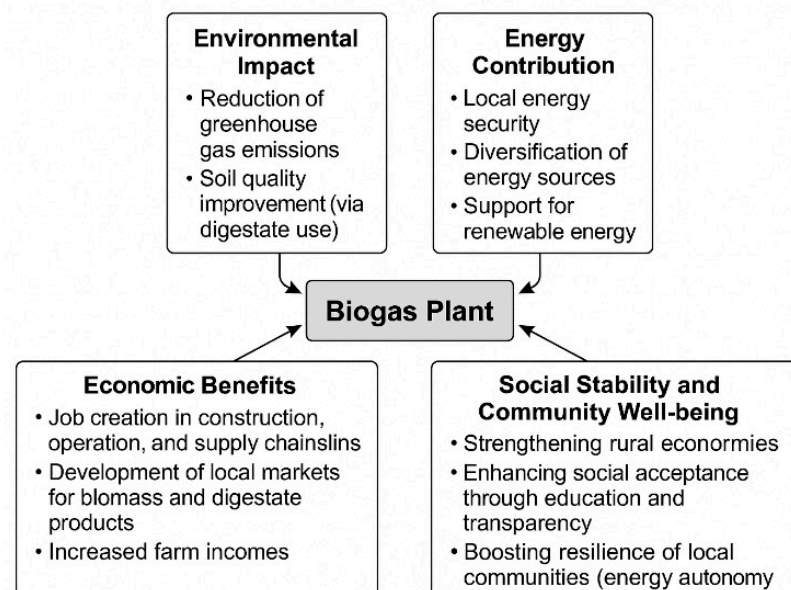 Environmental
Impact
• Reduction of
greenhouse
gas emissions
• Soil quality
improvement (via
digestate use)
Energy
Contribution
• Local energy
security
• Diversification of
energy sources
• Support for
renewable energy
Biogas Plant
Economic Benefits
• Job creation in construction,
operation, and supply chainslins
• Development of local markets
for biomass and digestate
products
• Increased farm incomes
Social Stability and
Community Well-being
• Strengthening rural econormies
• Enhancing social acceptance
through education and
transparency
• Boosting resilience of local
communities (energy autonomy